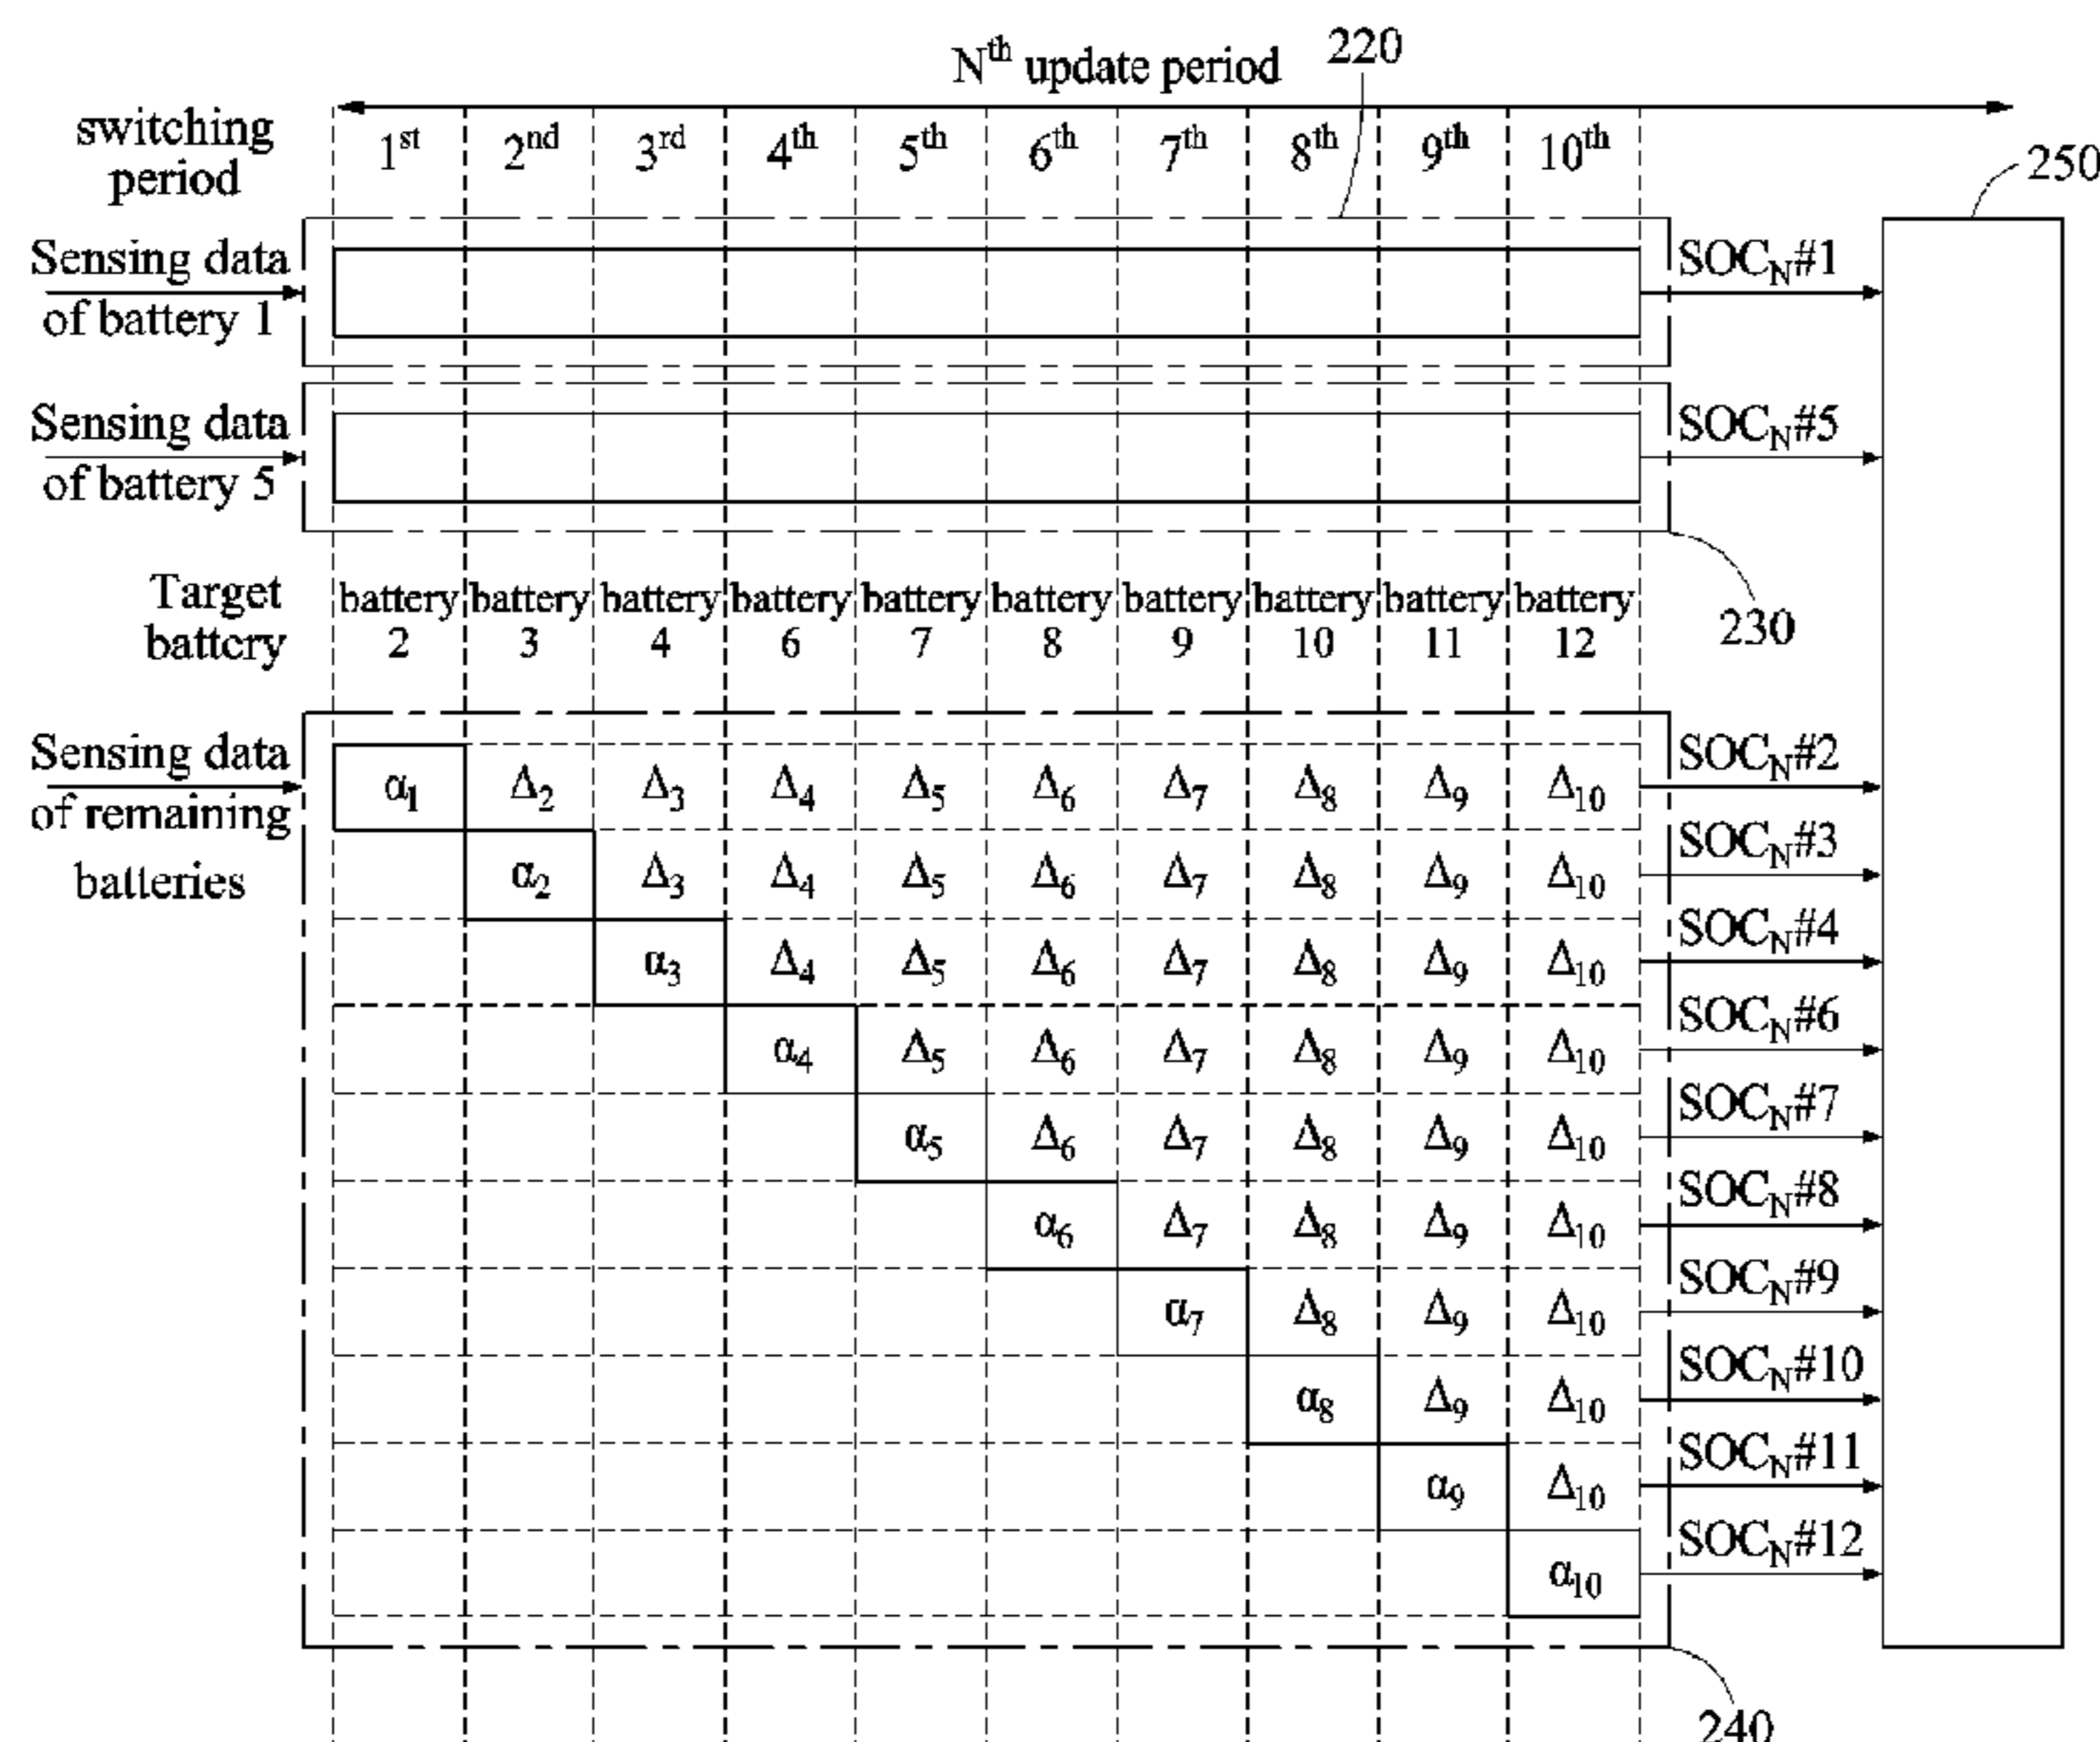 Nth update period
220
switching period
1st 2nd 3rd 4th 5th 6th 7th 8th 9th 10th
250
Sensing data of battery 1
SOCN#1
Sensing data of battery 5
SOCN#5
230
Target battery
battery 2 battery 3 battery 4 battery 6 battery 7 battery 8 battery 9 battery 10 battery 11 battery 12
Sensing data of remaining batteries
α1 Δ2 Δ3 Δ4 Δ5 Δ6 Δ7 Δ8 Δ9 Δ10 SOCN#2
α2 Δ3 Δ4 Δ5 Δ6 Δ7 Δ8 Δ9 Δ10 SOCN#3
α3 Δ4 Δ5 Δ6 Δ7 Δ8 Δ9 Δ10 SOCN#4
α4 Δ5 Δ6 Δ7 Δ8 Δ9 Δ10 SOCN#6
α5 Δ6 Δ7 Δ8 Δ9 Δ10 SOCN#7
α6 Δ7 Δ8 Δ9 Δ10 SOCN#8
α7 Δ8 Δ9 Δ10 SOCN#9
α8 Δ9 Δ10 SOCN#10
α9 Δ10 SOCN#11
α10 SOCN#12
240